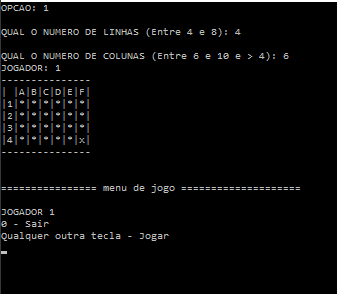 OPCAO: 1
QUAL O NUMERO DE LINHAS (Entre 4 e 8): 4
QUAL O NUMERO DE COLUNAS (Entre 6 e 10 e > 4): 6
JOGADOR: 1
---------------
| |A|B|C|D|E|F|
|1|*|*|*|*|*|*|
|2|*|*|*|*|*|*|
|3|*|*|*|*|*|*|
|4|*|*|*|*|*|x|
---------------
================ menu de jogo ====================
JOGADOR 1
0 - Sair
Qualquer outra tecla - Jogar